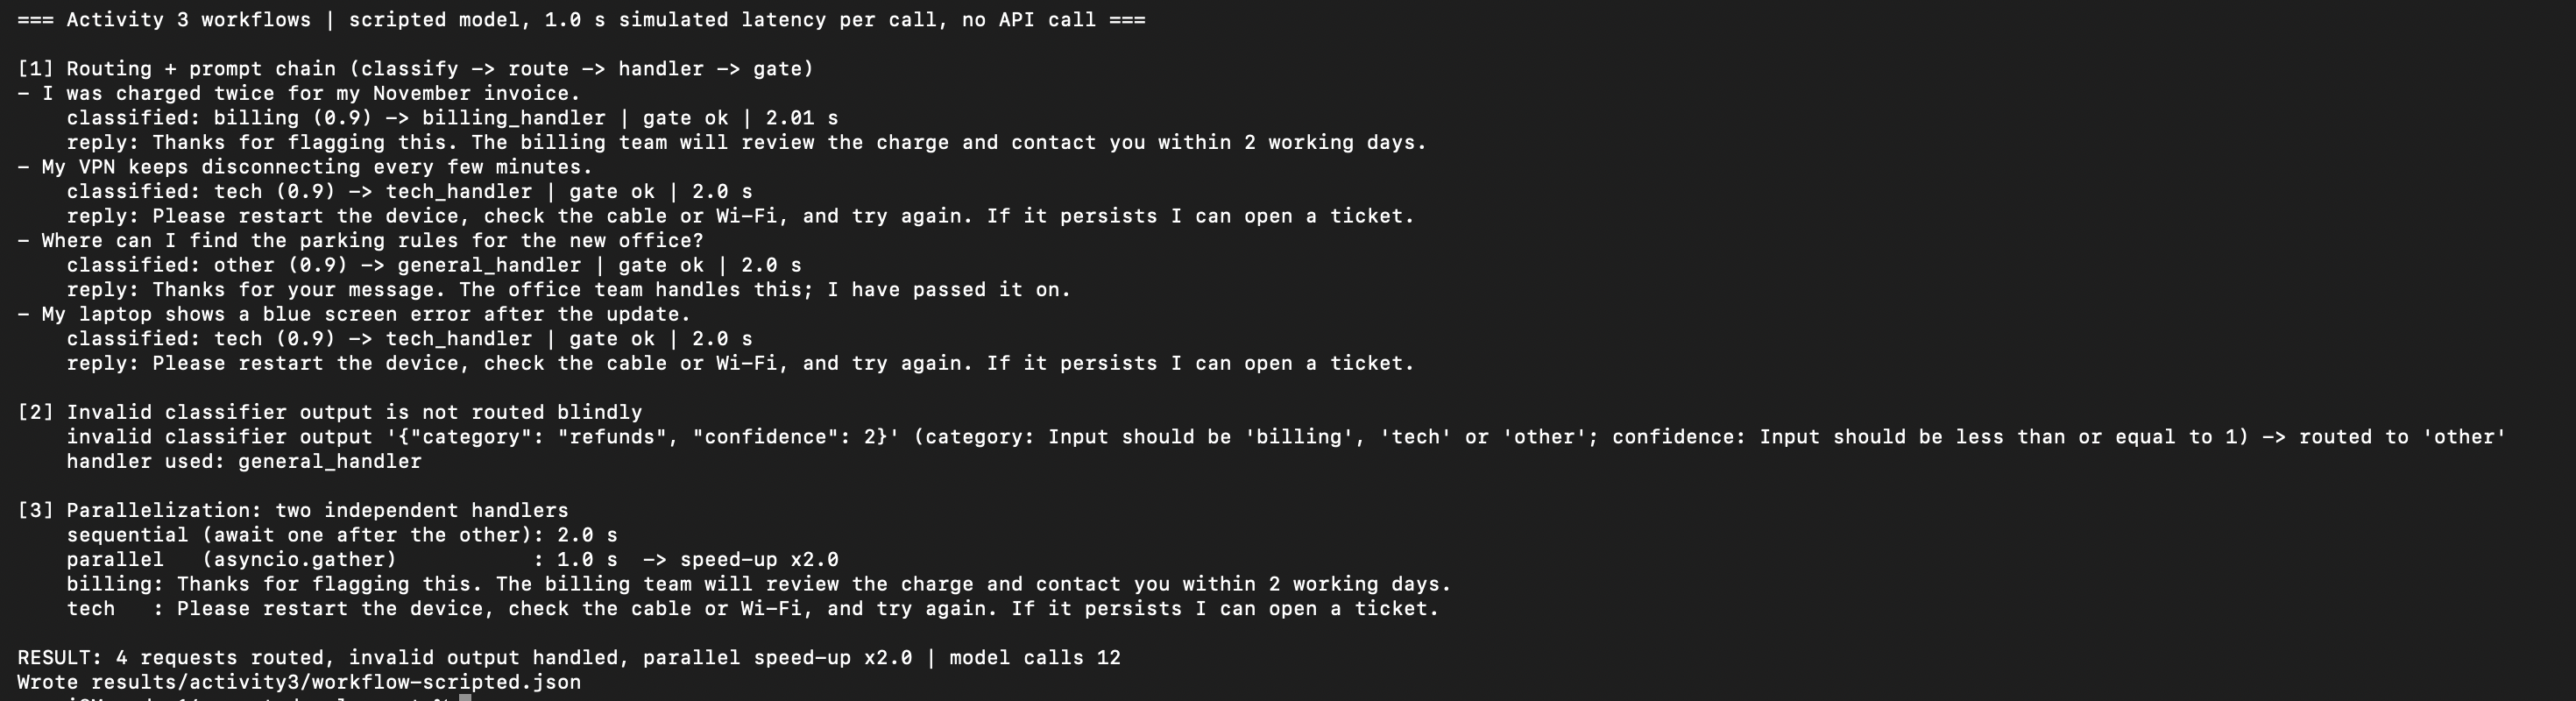 === Activity 3 workflows | scripted model, 1.0 s simulated latency per call, no API call ===
[1] Routing + prompt chain (classify -> route -> handler -> gate)
- I was charged twice for my November invoice.
classified: billing (0.9) -> billing_handler | gate ok | 2.01 s
reply: Thanks for flagging this. The billing team will review the charge and contact you within 2 working days.
- My VPN keeps disconnecting every few minutes.
classified: tech (0.9) -> tech_handler | gate ok | 2.0 s
reply: Please restart the device, check the cable or Wi-Fi, and try again. If it persists I can open a ticket.
- Where can I find the parking rules for the new office?
classified: other (0.9) -> general_handler | gate ok | 2.0 s
reply: Thanks for your message. The office team handles this; I have passed it on.
- My laptop shows a blue screen error after the update.
classified: tech (0.9) -> tech_handler | gate ok | 2.0 s
reply: Please restart the device, check the cable or Wi-Fi, and try again. If it persists I can open a ticket.
[2] Invalid classifier output is not routed blindly
invalid classifier output '{"category": "refunds", "confidence": 2}' (category: Input should be 'billing', 'tech' or 'other'; confidence: Input should be less than or equal to 1) -> routed to 'other'
handler used: general_handler
[3] Parallelization: two independent handlers
sequential (await one after the other): 2.0 s
parallel   (asyncio.gather)           : 1.0 s  -> speed-up x2.0
billing: Thanks for flagging this. The billing team will review the charge and contact you within 2 working days.
tech   : Please restart the device, check the cable or Wi-Fi, and try again. If it persists I can open a ticket.
RESULT: 4 requests routed, invalid output handled, parallel speed-up x2.0 | model calls 12
Wrote results/activity3/workflow-scripted.json